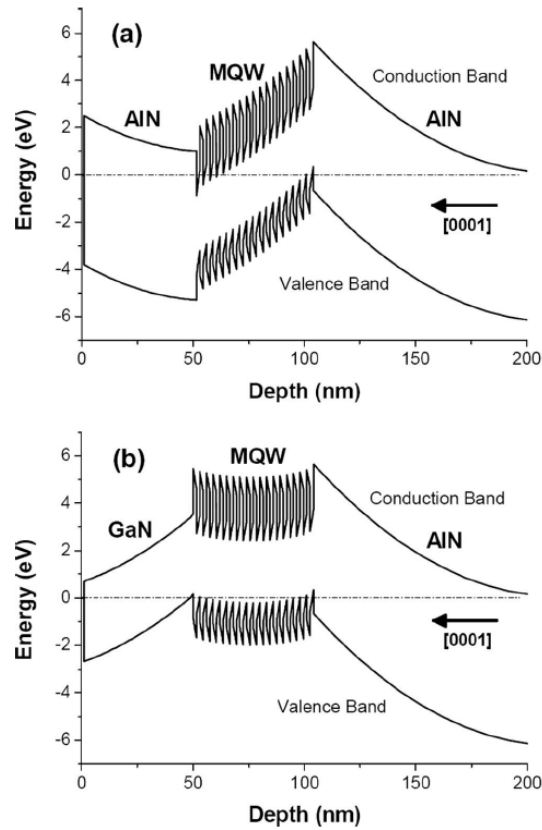 (a)
MQW
Conduction Band
AlN
AlN
Energy (eV)
6
4
2
0
-2
-4
-6
[0001]
Valence Band
0
50
100
150
200
Depth (nm)
(b)
MQW
GaN
Conduction Band
AlN
Energy (eV)
6
4
2
0
-2
-4
-6
[0001]
Valence Band
0
50
100
150
200
Depth (nm)